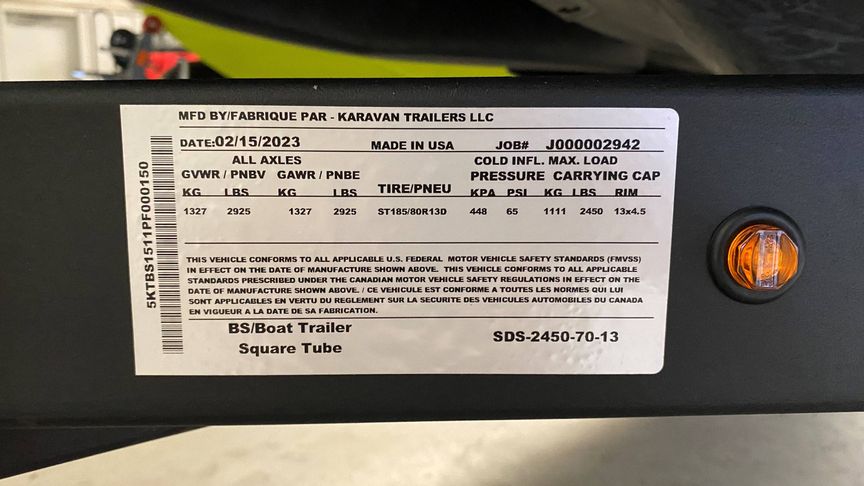 MFD BY/FABRIQUE PAR - KARAVAN TRAILERS LLC
DATE:02/15/2023 MADE IN USA JOB# J000002942
ALL AXLES COLD INFL. MAX. LOAD
GVWR / PNBV GAWR / PNBE TIRE/PNEU PRESSURE CARRYING CAP
KG LBS KG LBS KPA PSI KG LBS RIM
1327 2925 1327 2925 ST185/80R13D 448 65 1111 2450 13x4.5
THIS VEHICLE CONFORMS TO ALL APPLICABLE U.S. FEDERAL MOTOR VEHICLE SAFETY STANDARDS (FMVSS)
IN EFFECT ON THE DATE OF MANUFACTURE SHOWN ABOVE. THIS VEHICLE CONFORMS TO ALL APPLICABLE
STANDARDS PRESCRIBED UNDER THE CANADIAN MOTOR VEHICLE SAFETY REGULATIONS IN EFFECT ON THE
DATE OF MANUFACTURE SHOWN ABOVE. / CE VEHICULE EST CONFORME A TOUTES LES NORMES QUI LUI
SONT APPLICABLES EN VERTU DU REGLEMENT SUR LA SECURITE DES VEHICULES AUTOMOBILES DU CANADA
EN VIGUEUR A LA DATE DE SA FABRICATION.
BS/Boat Trailer
Square Tube
SDS-2450-70-13
5KTBS1511PF000150